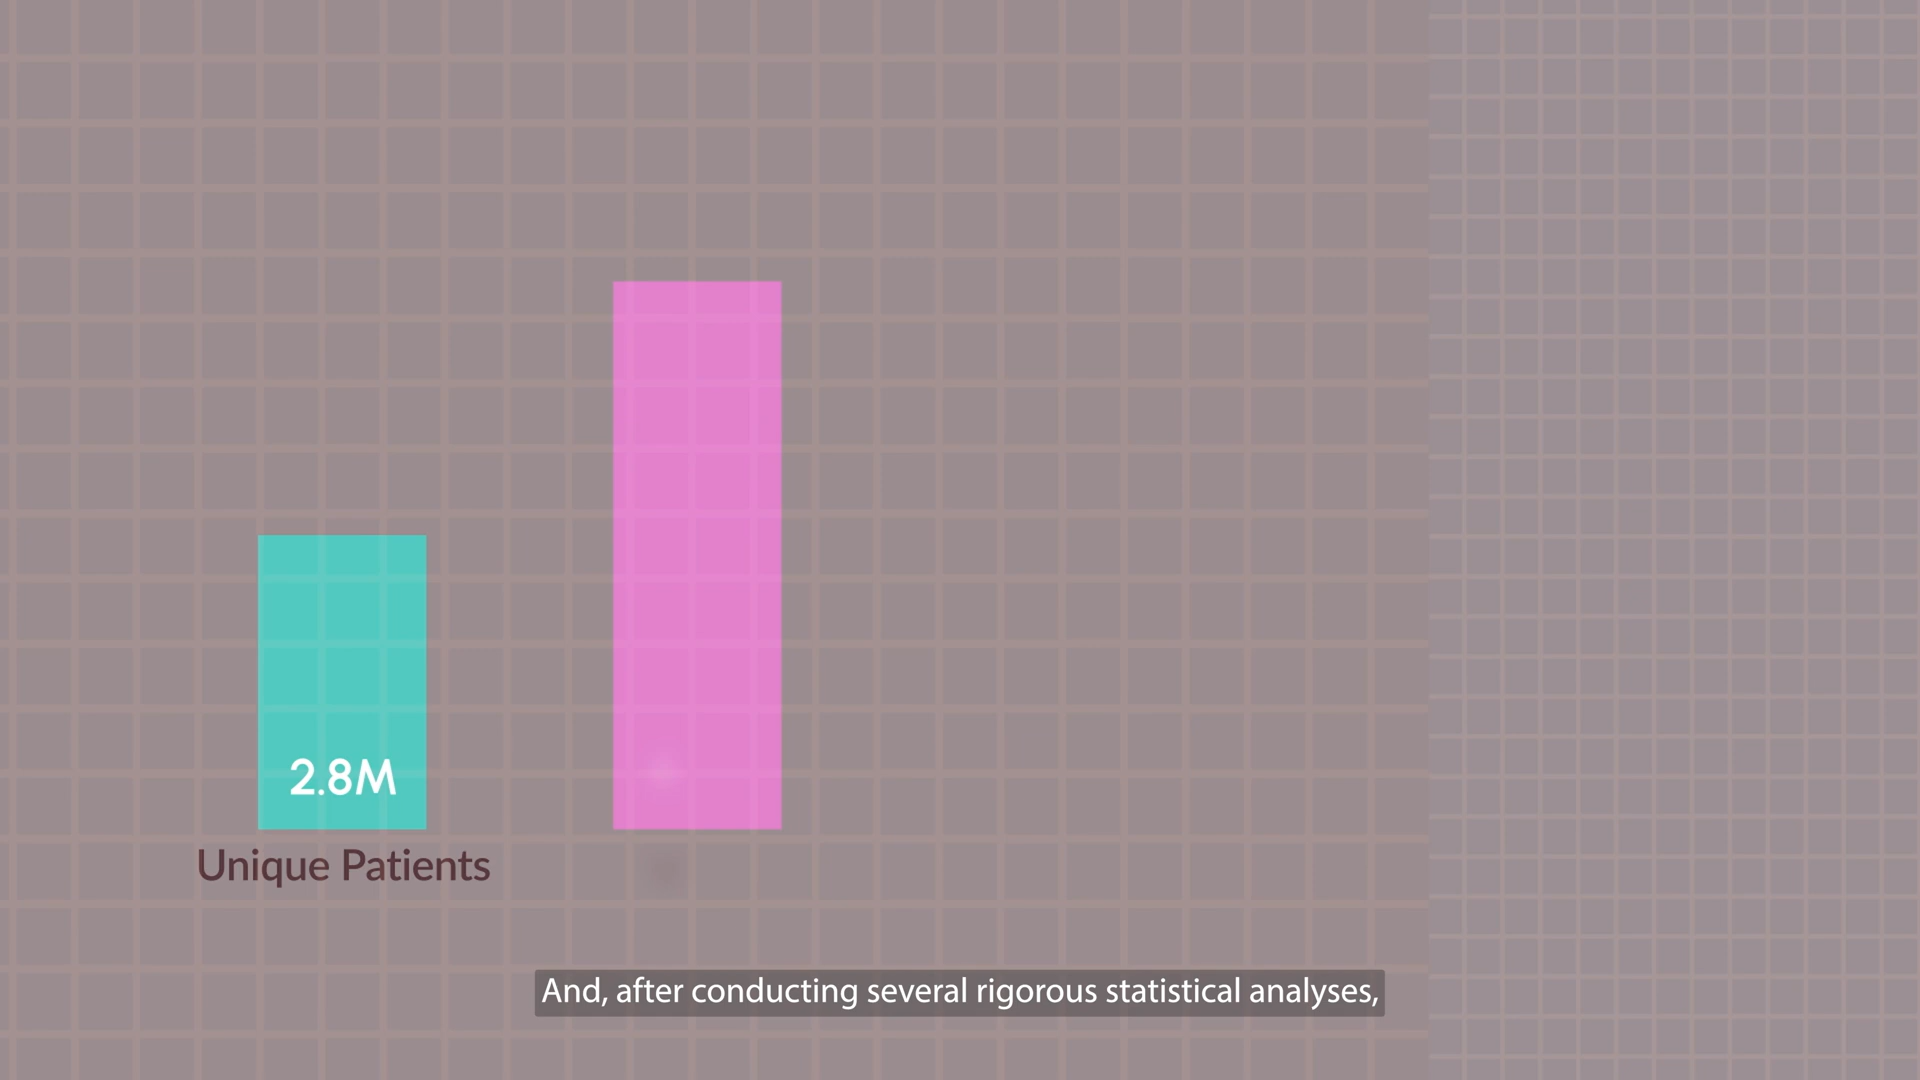 2.8M
Unique Patients
And, after conducting several rigorous statistical analyses,